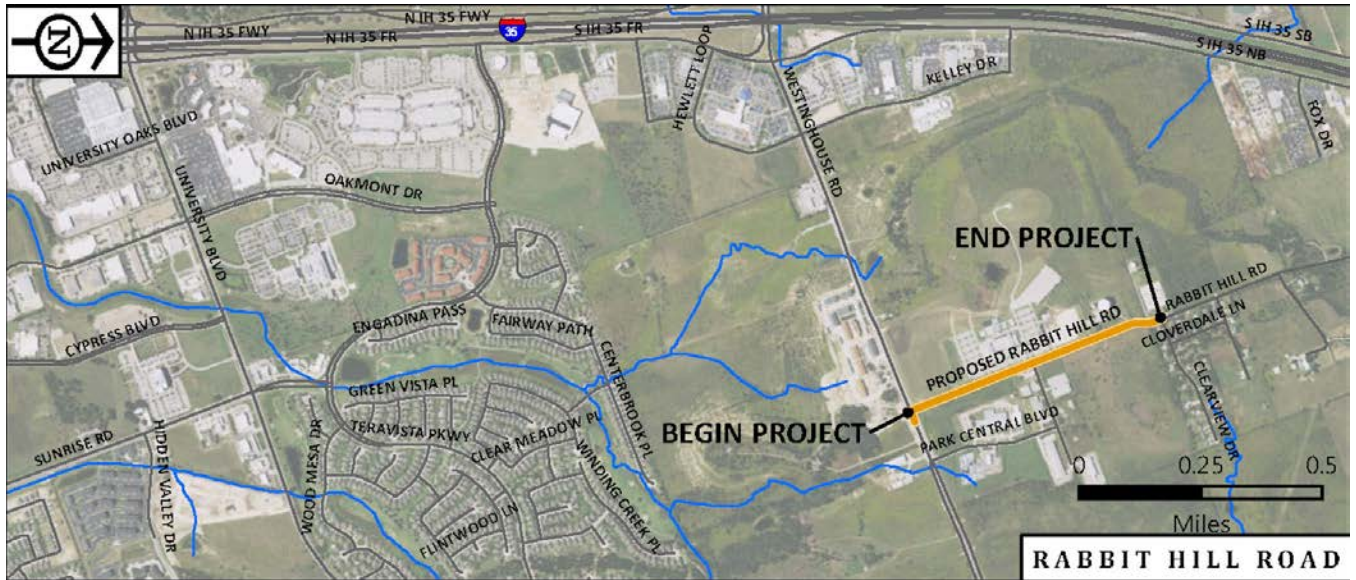 N
N IH 35 FWY
N IH 35 FWY
N IH 35 FR
35
S IH 35 FR
S IH 35 SB
S IH 35 NB
HEWLETT LOOP
WESTINGHOUSE RD
KELLEY DR
FOX DR
UNIVERSITY OAKS BLVD
UNIVERSITY BLVD
OAKMONT DR
END PROJECT
RABBIT HILL RD
CLOVERDALE LN
CYPRESS BLVD
ENGADINA PASS
FAIRWAY PATH
CENTERBROOK PL
PROPOSED RABBIT HILL RD
GREEN VISTA PL
TERAVISTA PKWY
CLEAR MEADOW PL
BEGIN PROJECT
PARK CENTRAL BLVD
CLEARVIEW DR
SUNRISE RD
HIDDEN VALLEY DR
WOOD MESA DR
FLINTWOOD LN
WINDING CREEK PL
0 0.25 0.5
Miles
RABBIT HILL ROAD